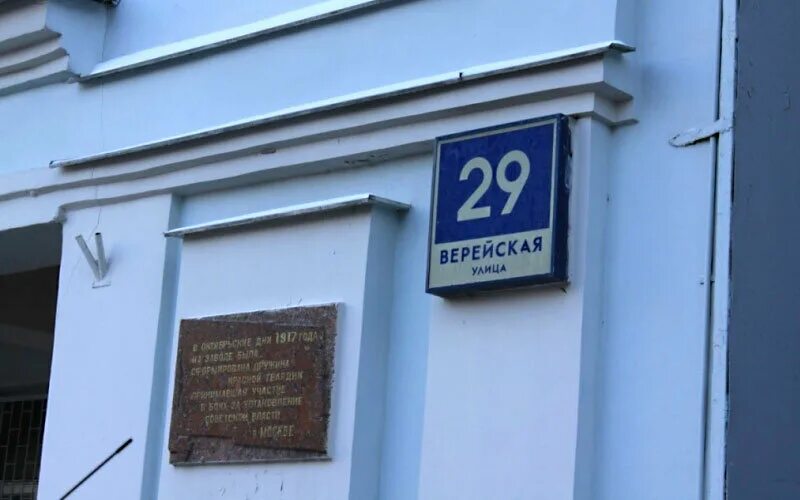 29
ВЕРЕЙСКАЯ
УЛИЦА
В ОКТЯБРЬСКИЕ ДНИ 1917 ГОДА
НА ЗАВОДЕ БЫЛА
СФОРМИРОВАНА ДРУЖИНА
КРАСНОЙ ГВАРДИИ
ПРИНИМАВШАЯ УЧАСТИЕ
В БОЯХ ЗА УСТАНОВЛЕНИЕ
СОВЕТСКОЙ ВЛАСТИ
В МОСКВЕ